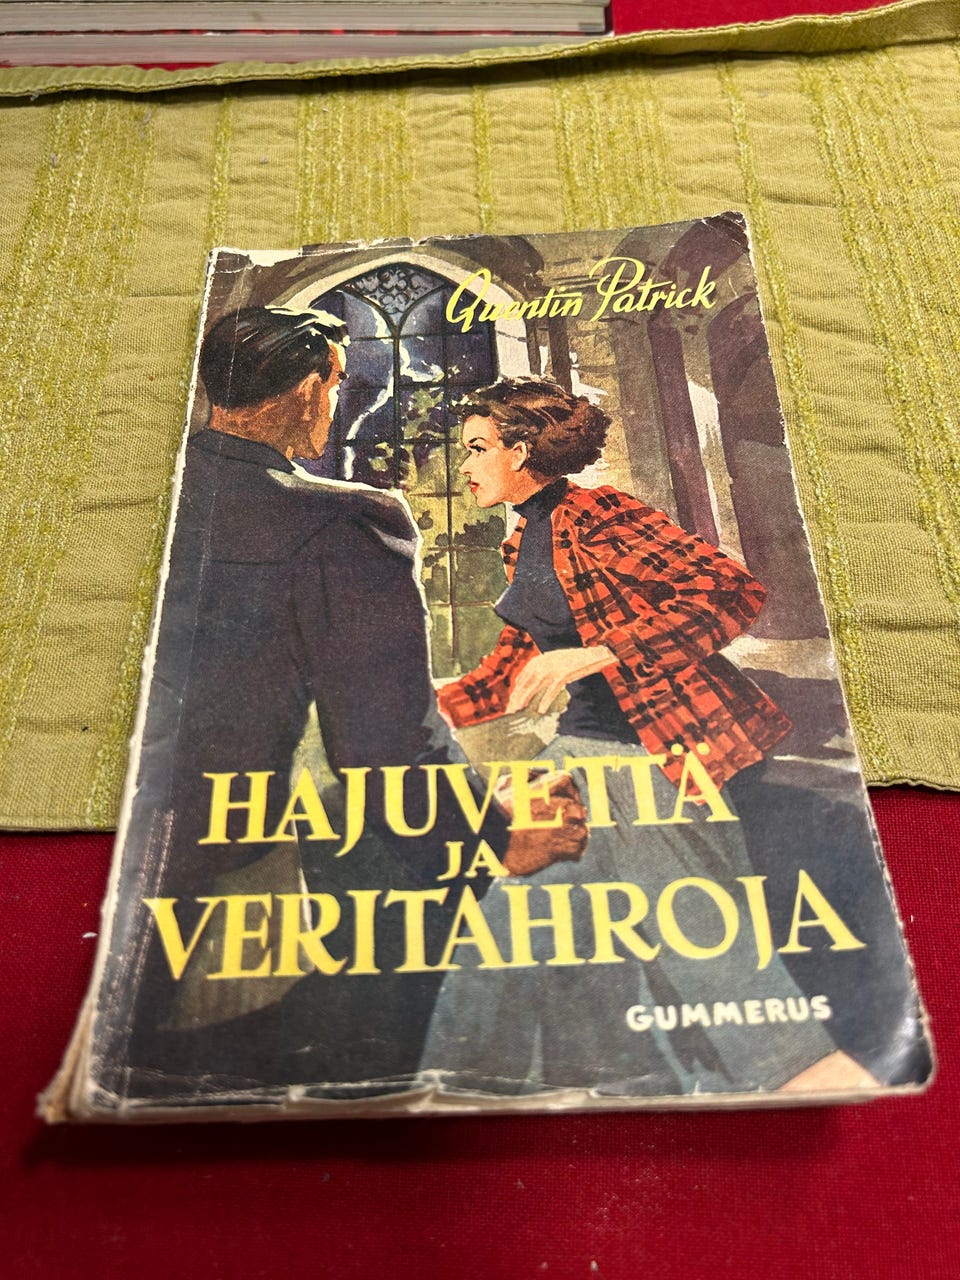 Quentin Patrick
HAJUVETTÄ
JA
VERITAHROJA
GUMMERUS